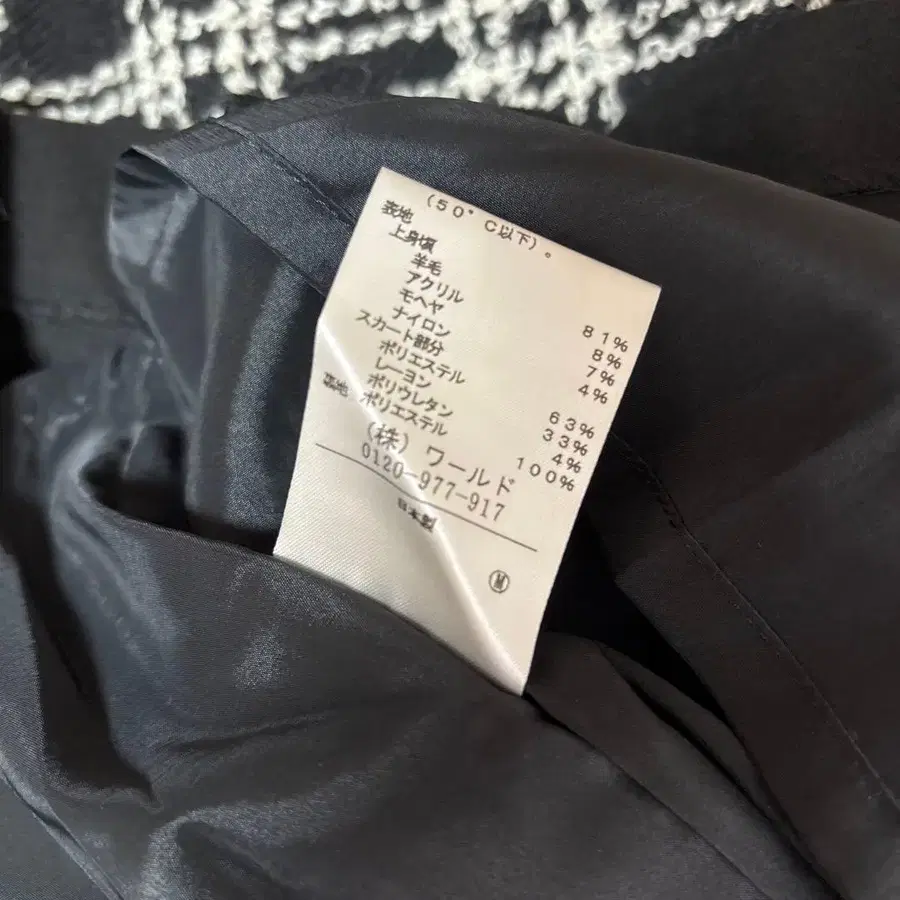 (50°C以下)。
表地
上身頃
羊毛 81%
アクリル 8%
モヘヤ 7%
ナイロン 4%
スカート部分
ポリエステル 63%
レーヨン 33%
ポリウレタン 4%
裏地 ポリエステル 100%
(株) ワールド
0120-977-917
日本製
M